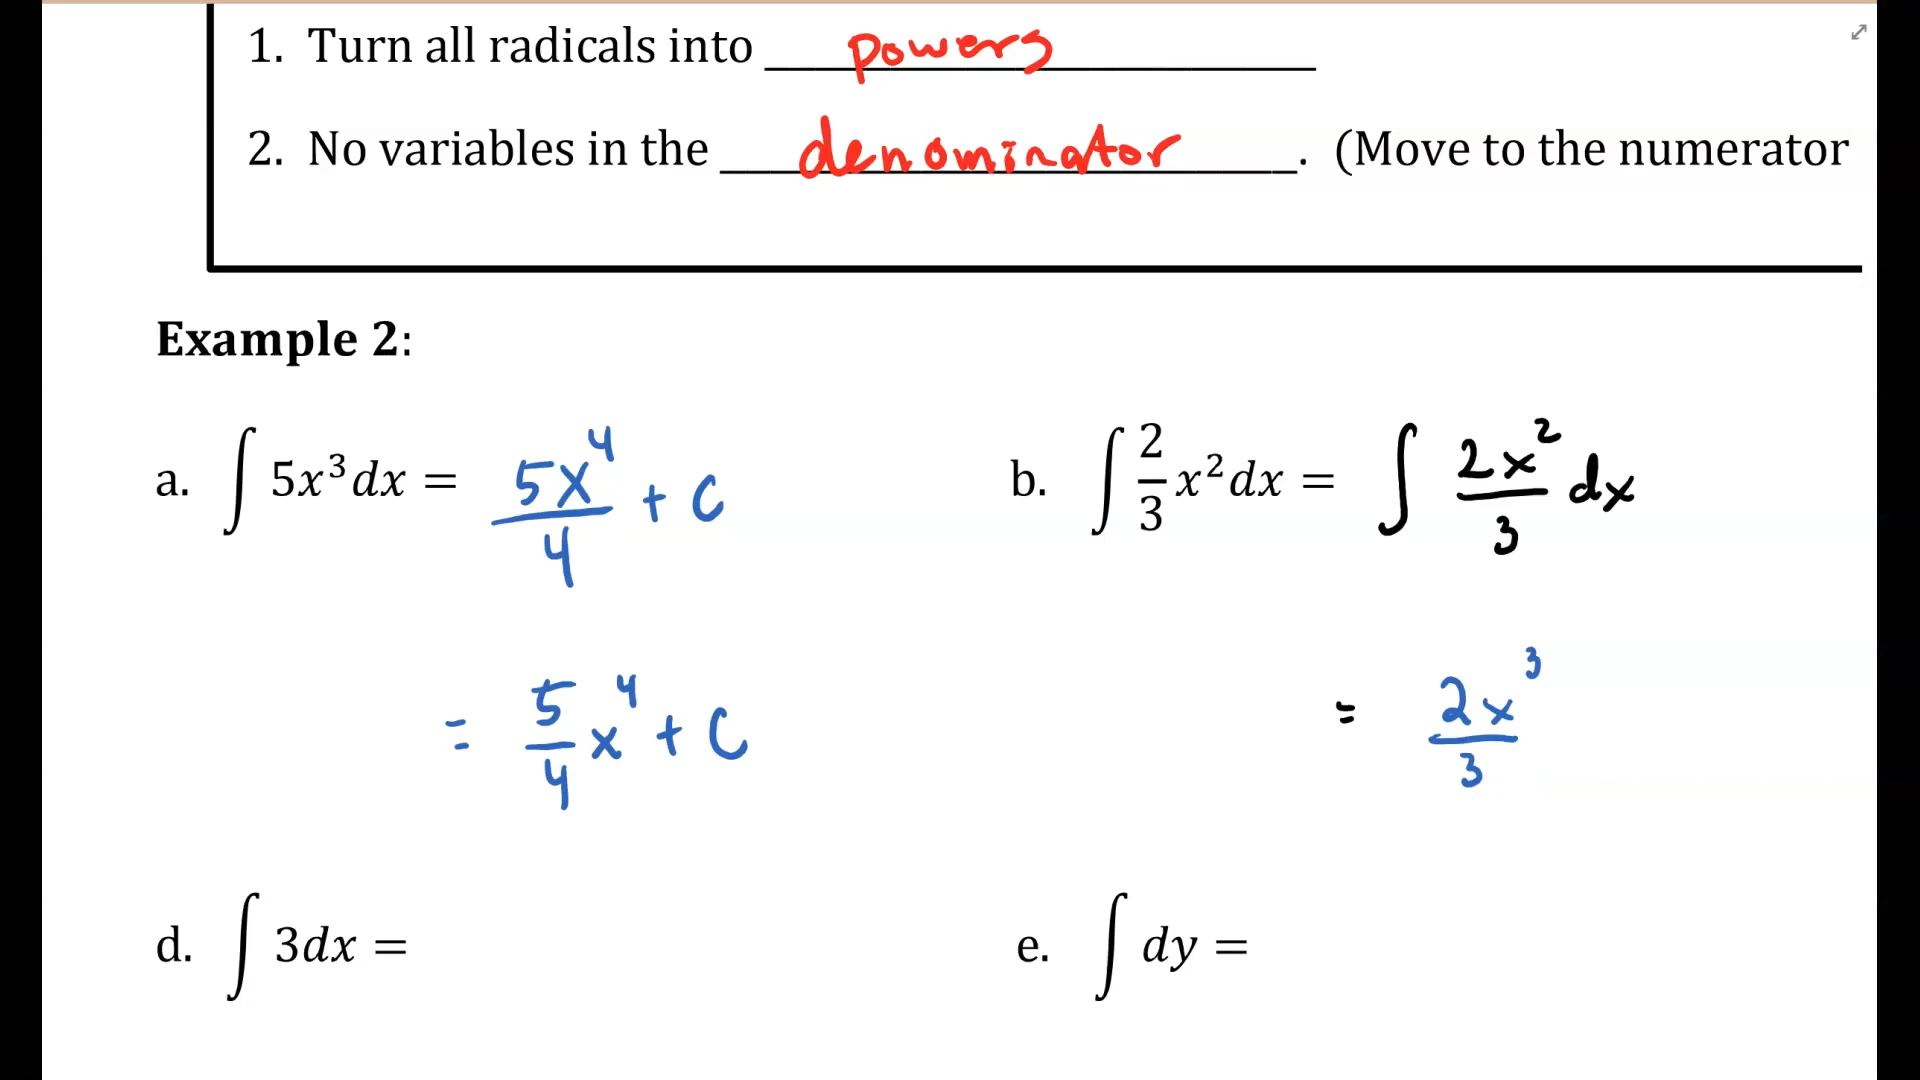 1. Turn all radicals into powers
2. No variables in the denominator. (Move to the numerator
Example 2:
a. ∫ 5x³dx = 5x⁴/4 + C
b. ∫ 2/3 x²dx = ∫ 2x²/3 dx
= 5/4 x⁴ + C
= 2x³/3
d. ∫ 3dx =
e. ∫ dy =